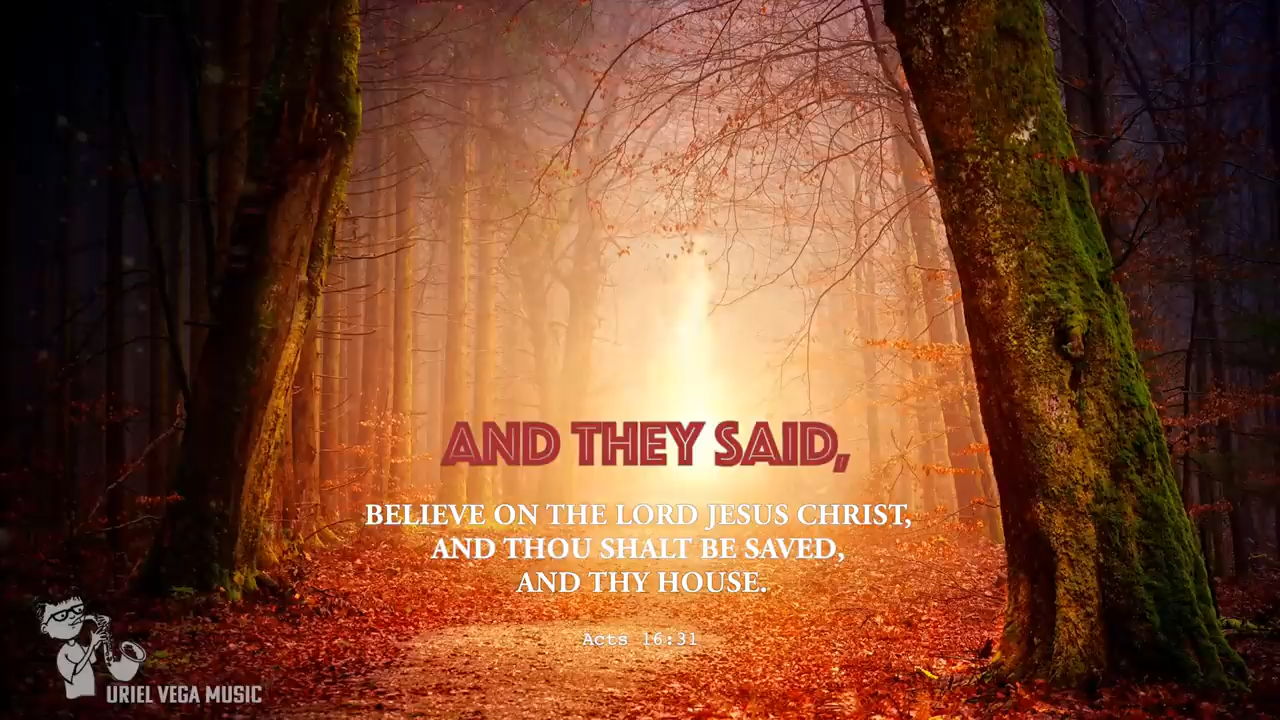 AND THEY SAID,
BELIEVE ON THE LORD JESUS CHRIST,
AND THOU SHALT BE SAVED,
AND THY HOUSE.
Acts 16:31
URIEL VEGA MUSIC